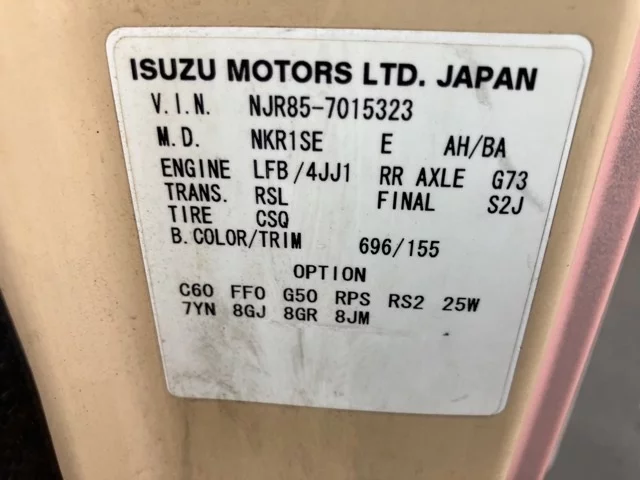 ISUZU MOTORS LTD. JAPAN
V.I.N. NJR85-7015323
M.D. NKR1SE E AH/BA
ENGINE LFB/4JJ1 RR AXLE G73
TRANS. RSL FINAL S2J
TIRE CSQ
B.COLOR/TRIM 696/155
OPTION
C60 FF0 G50 RPS RS2 25W
7YN 8GJ 8GR 8JM